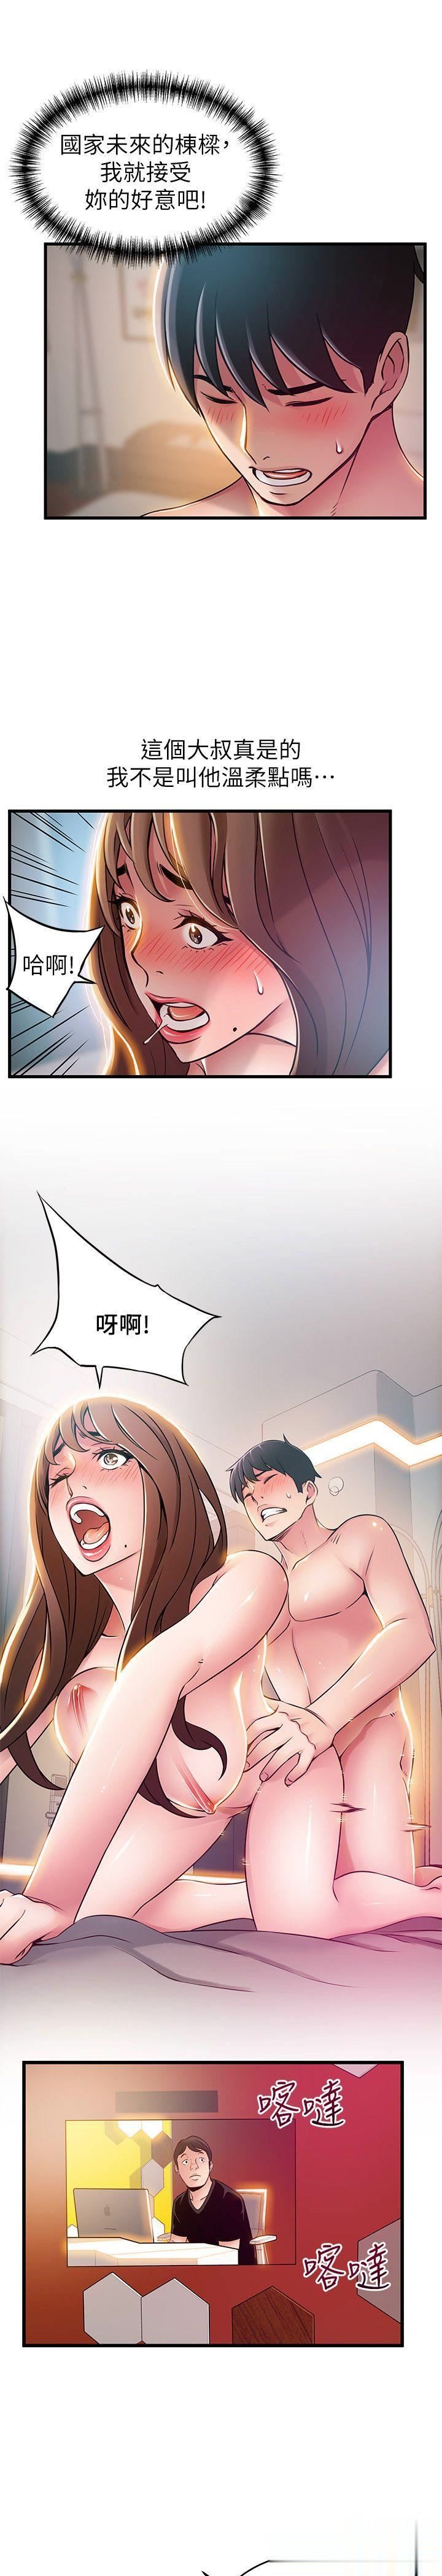 國家未來的棟樑,
我就接受
妳的好意吧!
這個大叔真是的
我不是叫他溫柔點嗎…
哈啊!
呀啊!
喀噠
喀噠